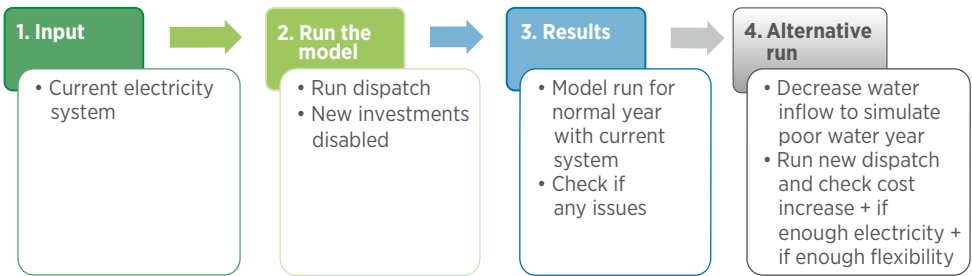 1. Input
• Current electricity
system
2. Run the
model
• Run dispatch
• New investments
disabled
3. Results
• Model run for
normal year
with current
system
• Check if
any issues
4. Alternative
run
• Decrease water
inflow to simulate
poor water year
• Run new dispatch
and check cost
increase + if
enough electricity +
if enough flexibility